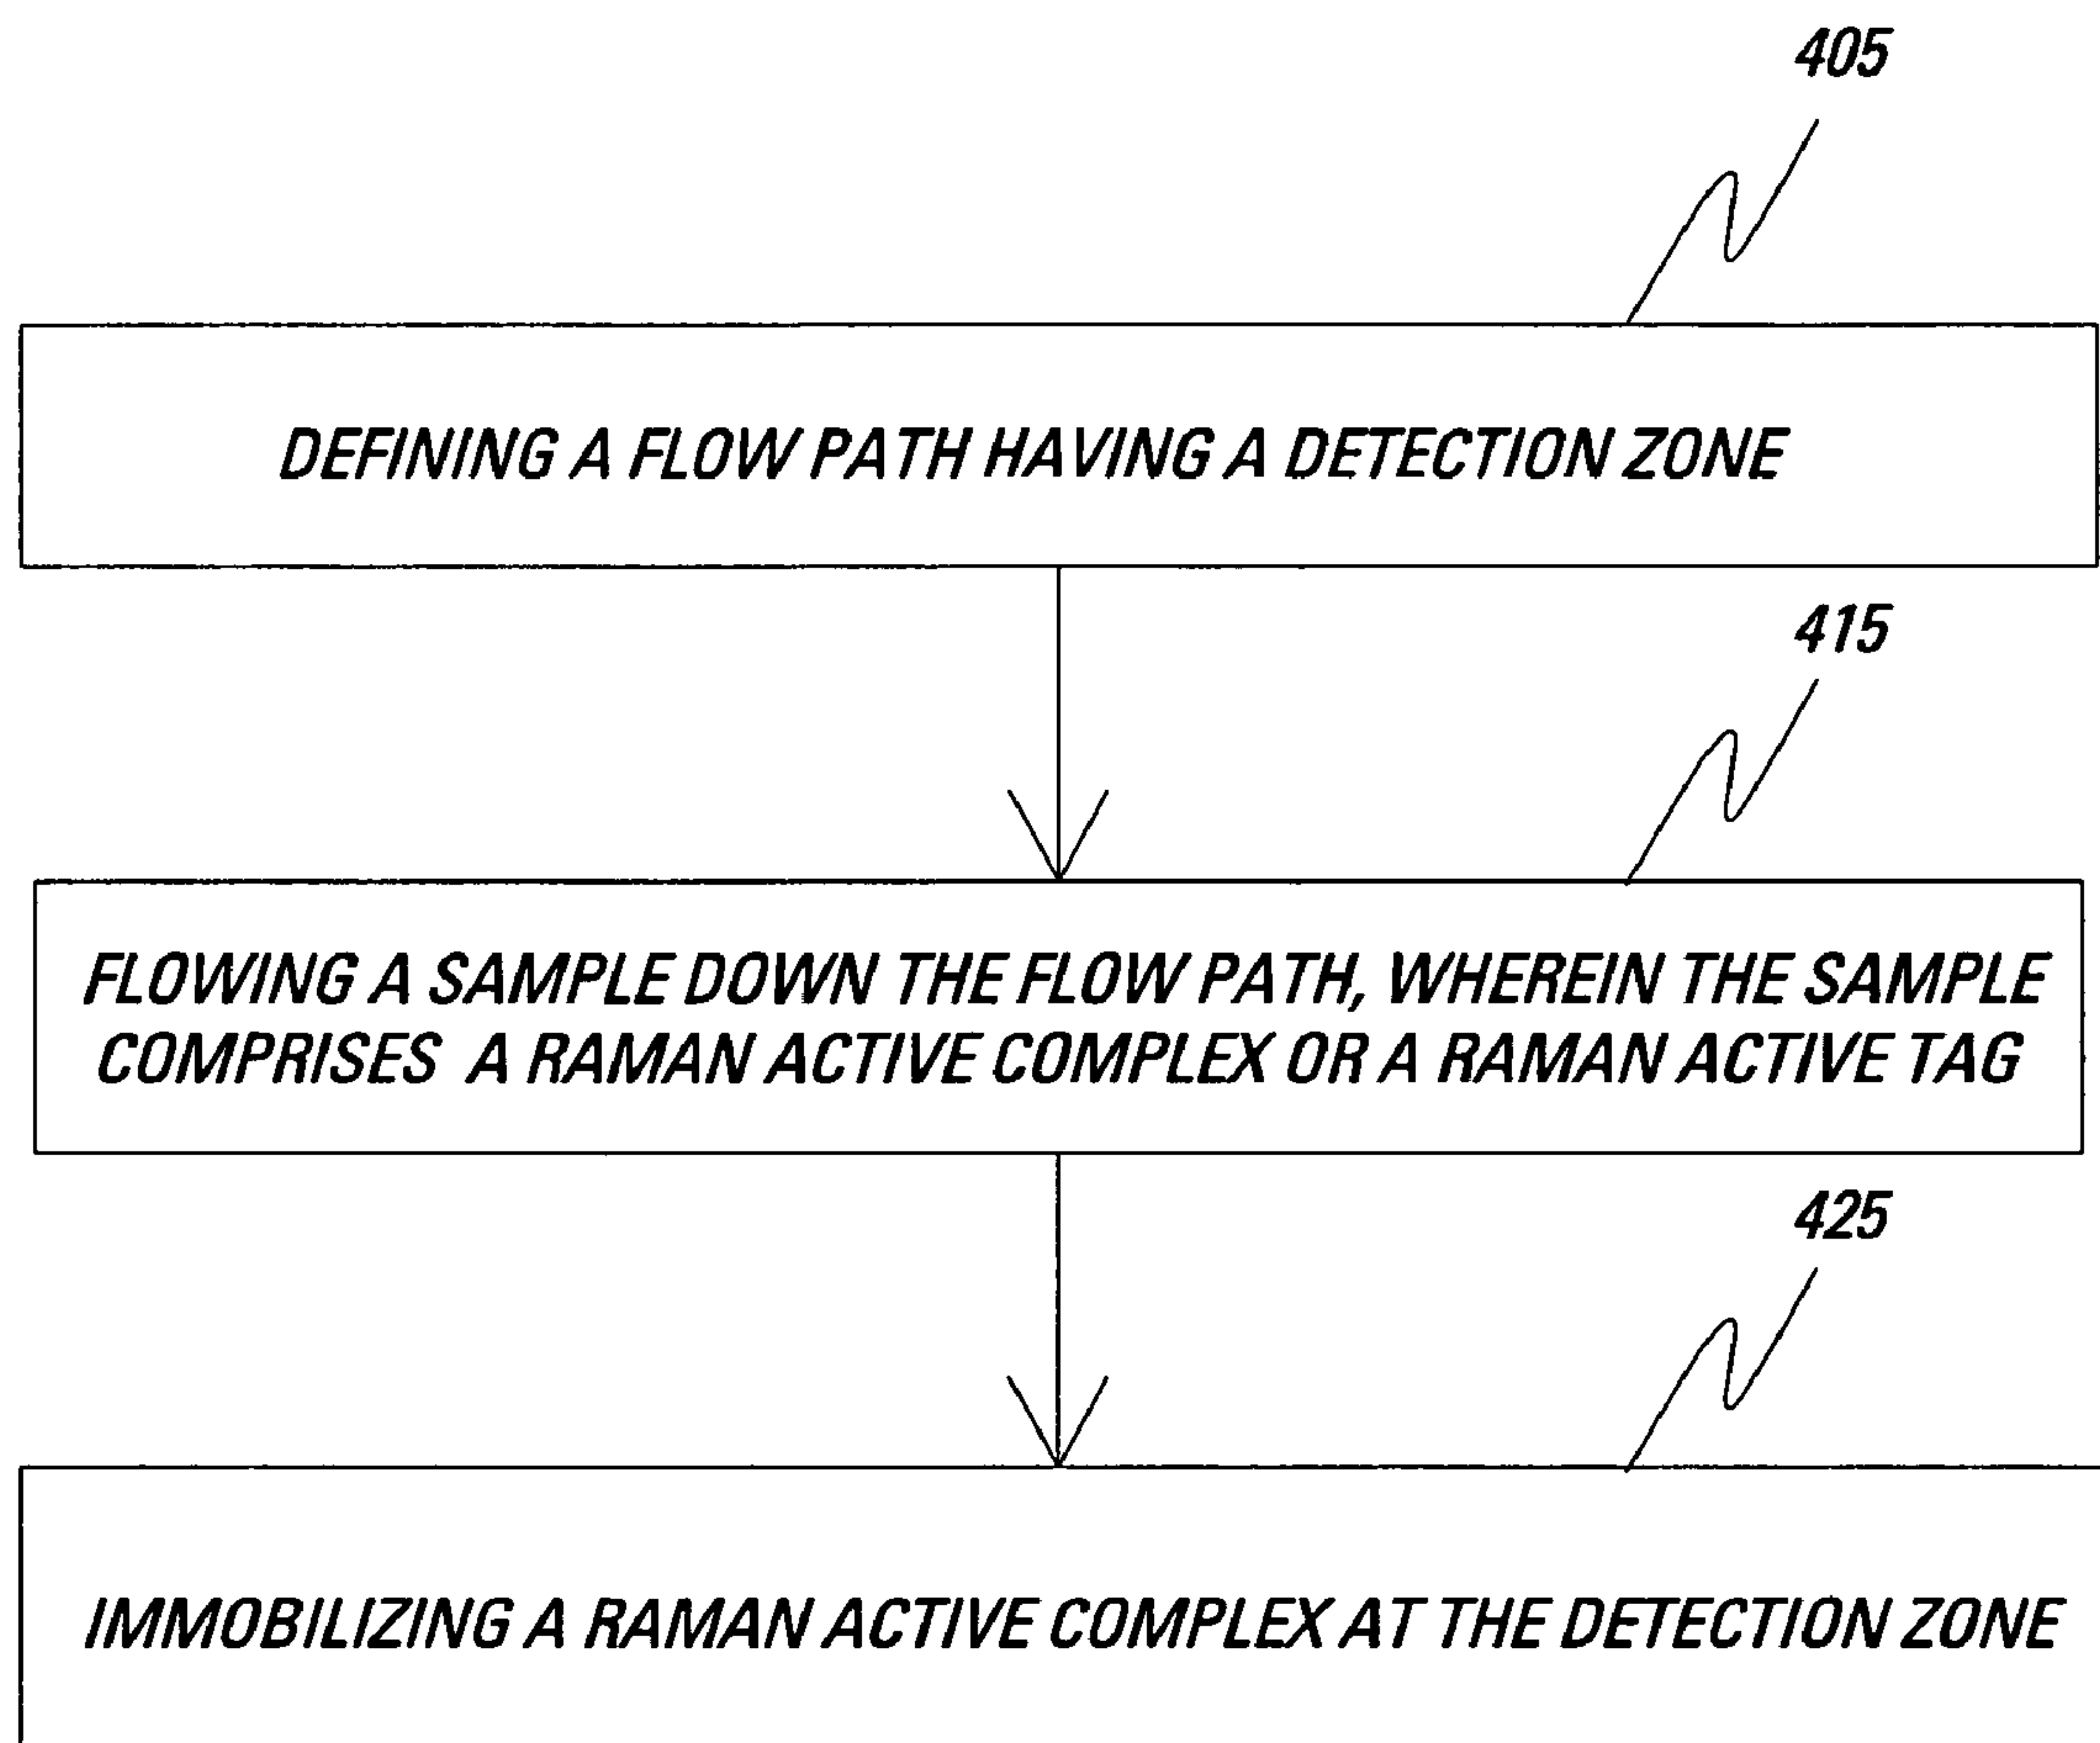 405
DEFINING A FLOW PATH HAVING A DETECTION ZONE
415
FLOWING A SAMPLE DOWN THE FLOW PATH, WHEREIN THE SAMPLE
COMPRISES A RAMAN ACTIVE COMPLEX OR A RAMAN ACTIVE TAG
425
IMMOBILIZING A RAMAN ACTIVE COMPLEX AT THE DETECTION ZONE